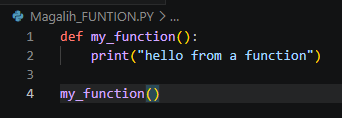 Magalih_FUNTION.PY > ...
1 def my_function():
2     print("hello from a function")
3
4 my_function()